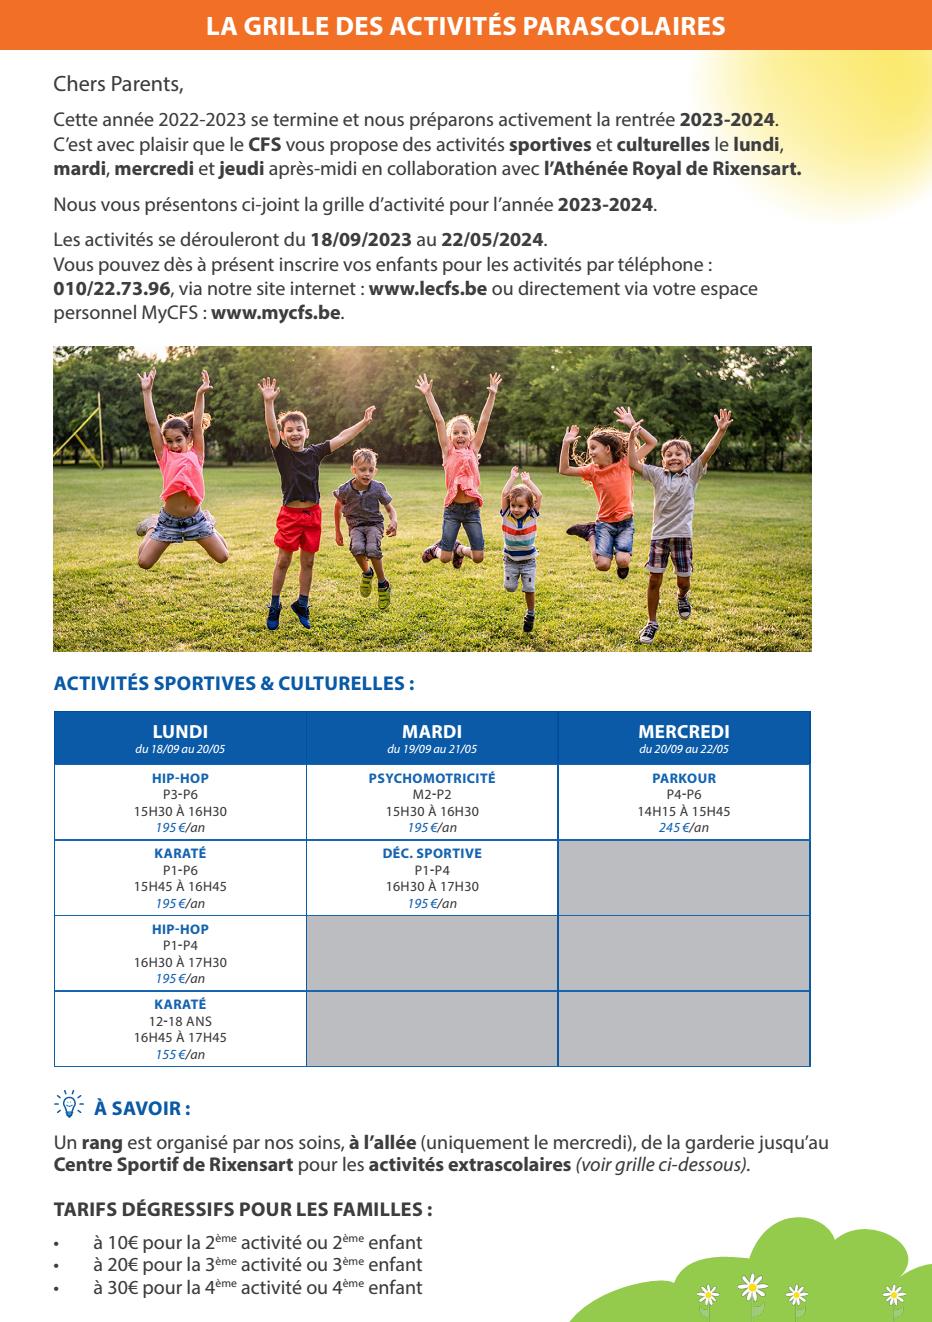 LA GRILLE DES ACTIVITÉS PARASCOLAIRES
Chers Parents,
Cette année 2022-2023 se termine et nous préparons activement la rentrée 2023-2024.
C'est avec plaisir que le CFS vous propose des activités sportives et culturelles le lundi,
mardi, mercredi et jeudi après-midi en collaboration avec l'Athénée Royal de Rixensart.
Nous vous présentons ci-joint la grille d'activité pour l'année 2023-2024.
Les activités se dérouleront du 18/09/2023 au 22/05/2024.
Vous pouvez dès à présent inscrire vos enfants pour les activités par téléphone :
010/22.73.96, via notre site internet : www.lecfs.be ou directement via votre espace
personnel MyCFS : www.mycfs.be.
ACTIVITÉS SPORTIVES & CULTURELLES :
LUNDI
du 18/09 au 20/05
MARDI
du 19/09 au 21/05
MERCREDI
du 20/09 au 22/05
HIP-HOP
P3-P6
15H30 À 16H30
195 €/an
PSYCHOMOTRICITÉ
M2-P2
15H30 À 16H30
195 €/an
PARKOUR
P4-P6
14H15 À 15H45
245 €/an
KARATÉ
P1-P6
15H45 À 16H45
195 €/an
DÉC. SPORTIVE
P1-P4
16H30 À 17H30
195 €/an
HIP-HOP
P1-P4
16H30 À 17H30
195 €/an
KARATÉ
12-18 ANS
16H45 À 17H45
155 €/an
À SAVOIR :
Un rang est organisé par nos soins, à l'allée (uniquement le mercredi), de la garderie jusqu'au
Centre Sportif de Rixensart pour les activités extrascolaires (voir grille ci-dessous).
TARIFS DÉGRESSIFS POUR LES FAMILLES :
• à 10€ pour la 2ème activité ou 2ème enfant
• à 20€ pour la 3ème activité ou 3ème enfant
• à 30€ pour la 4ème activité ou 4ème enfant